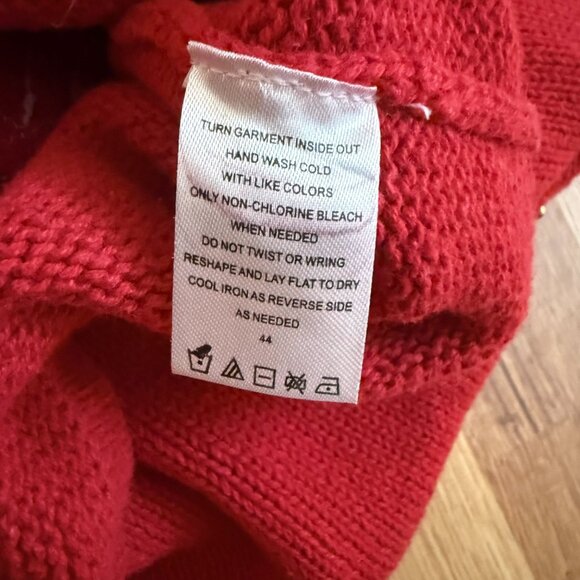 TURN GARMENT INSIDE OUT
HAND WASH COLD
WITH LIKE COLORS
ONLY NON-CHLORINE BLEACH
WHEN NEEDED
DO NOT TWIST OR WRING
RESHAPE AND LAY FLAT TO DRY
COOL IRON AS REVERSE SIDE
AS NEEDED
44